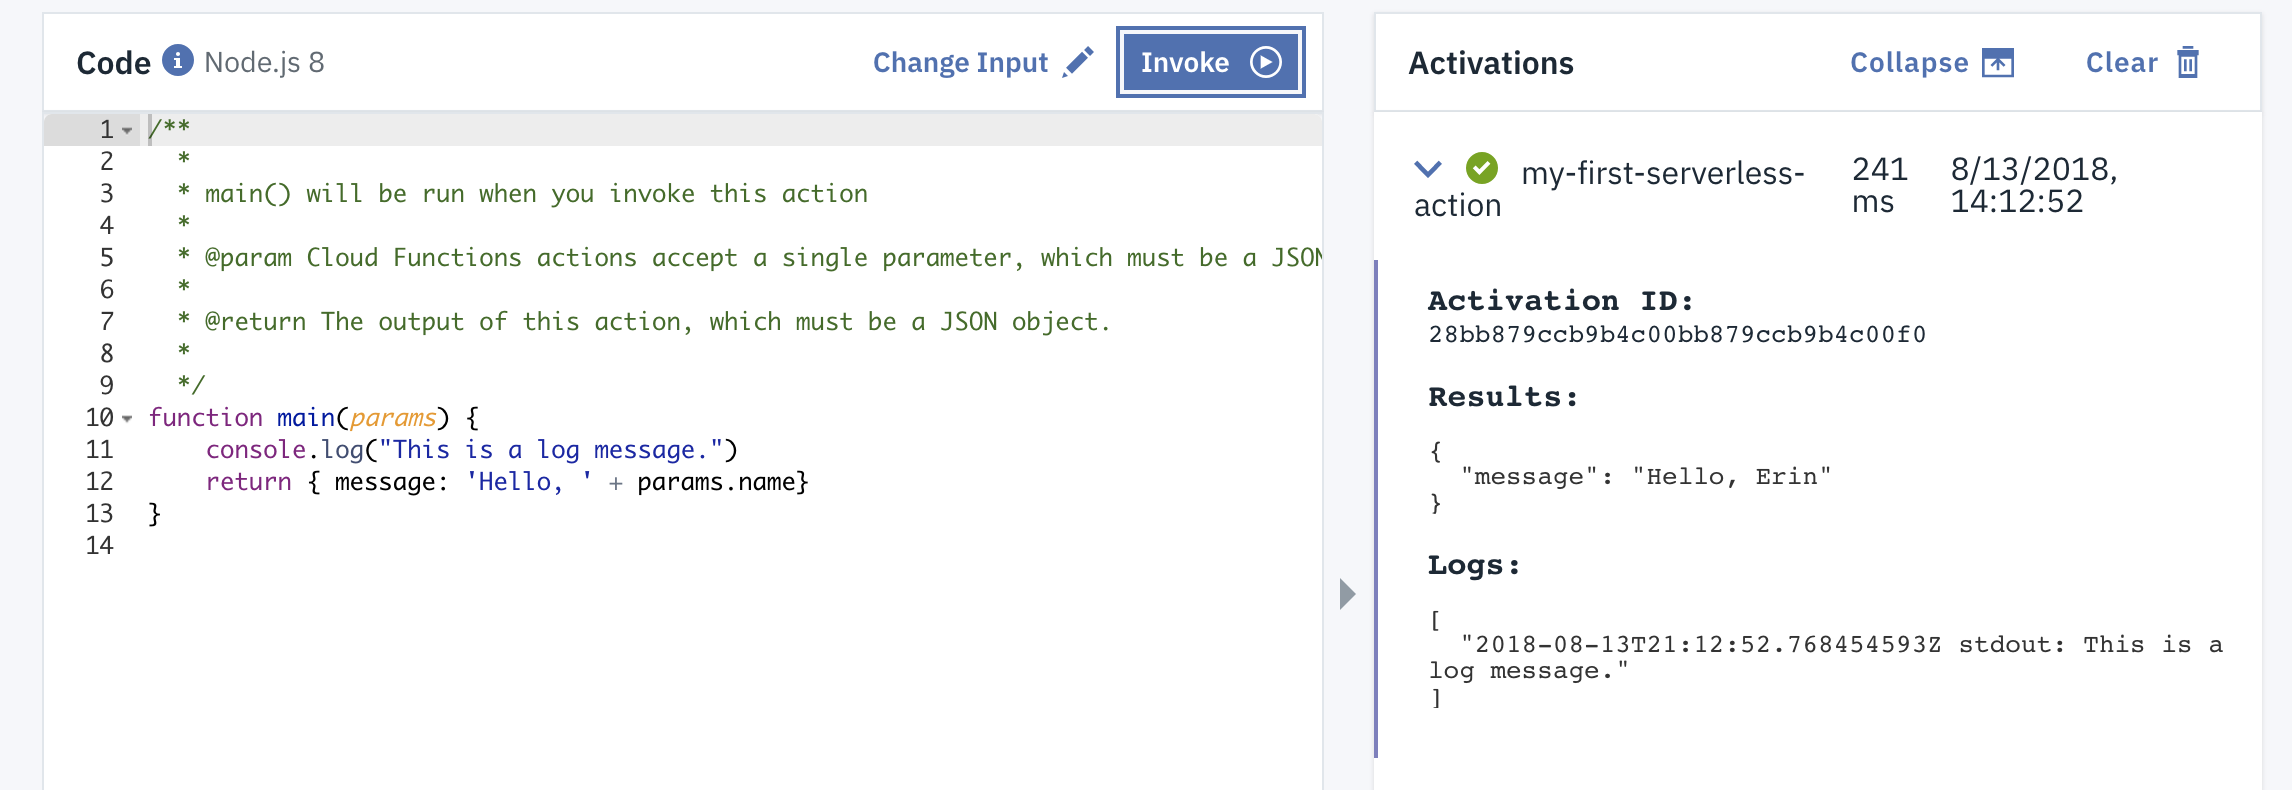 Code i Node.js 8 Change Input Invoke
1 /**
2 *
3 * main() will be run when you invoke this action
4 *
5 * @param Cloud Functions actions accept a single parameter, which must be a JSON
6 *
7 * @return The output of this action, which must be a JSON object.
8 *
9 */
10 function main(params) {
11 console.log("This is a log message.")
12 return { message: 'Hello, ' + params.name}
13 }
14
Activations Collapse Clear
my-first-serverless-
action
241
ms
8/13/2018,
14:12:52
Activation ID:
28bb879ccb9b4c00bb879ccb9b4c00f0
Results:
{
"message": "Hello, Erin"
}
Logs:
[
"2018-08-13T21:12:52.768454593Z stdout: This is a
log message."
]